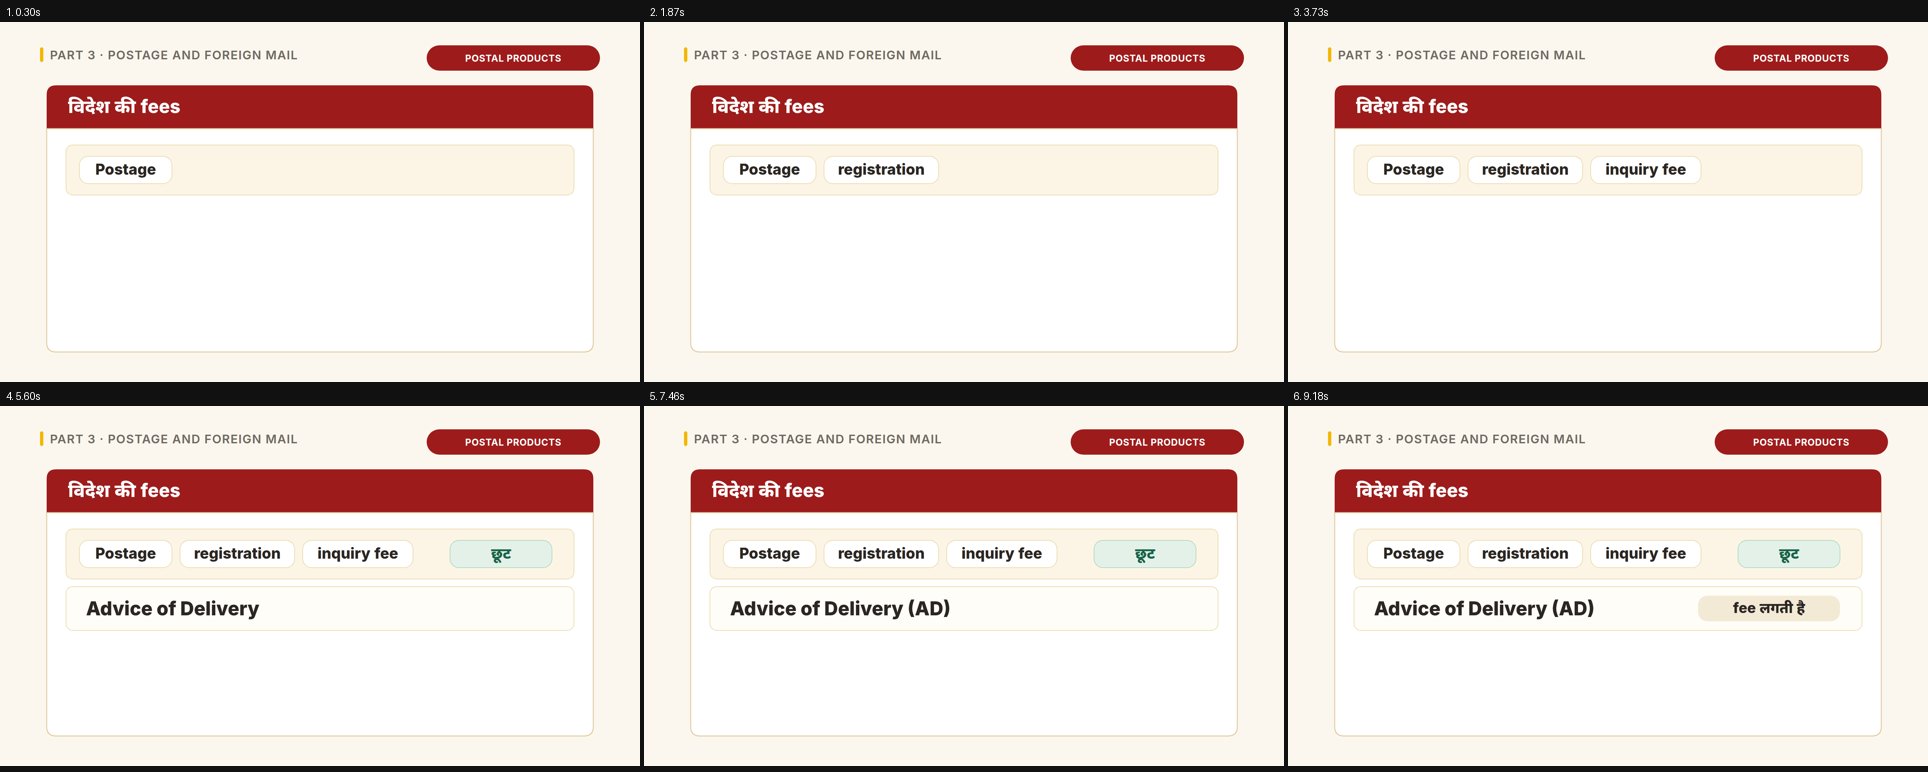 1. 0.30s
PART 3 · POSTAGE AND FOREIGN MAIL
POSTAL PRODUCTS
विदेश की fees
Postage
2. 1.87s
PART 3 · POSTAGE AND FOREIGN MAIL
POSTAL PRODUCTS
विदेश की fees
Postage registration
3. 3.73s
PART 3 · POSTAGE AND FOREIGN MAIL
POSTAL PRODUCTS
विदेश की fees
Postage registration inquiry fee
4. 5.60s
PART 3 · POSTAGE AND FOREIGN MAIL
POSTAL PRODUCTS
विदेश की fees
Postage registration inquiry fee छूट
Advice of Delivery
5. 7.46s
PART 3 · POSTAGE AND FOREIGN MAIL
POSTAL PRODUCTS
विदेश की fees
Postage registration inquiry fee छूट
Advice of Delivery (AD)
6. 9.18s
PART 3 · POSTAGE AND FOREIGN MAIL
POSTAL PRODUCTS
विदेश की fees
Postage registration inquiry fee छूट
Advice of Delivery (AD) fee लगती है